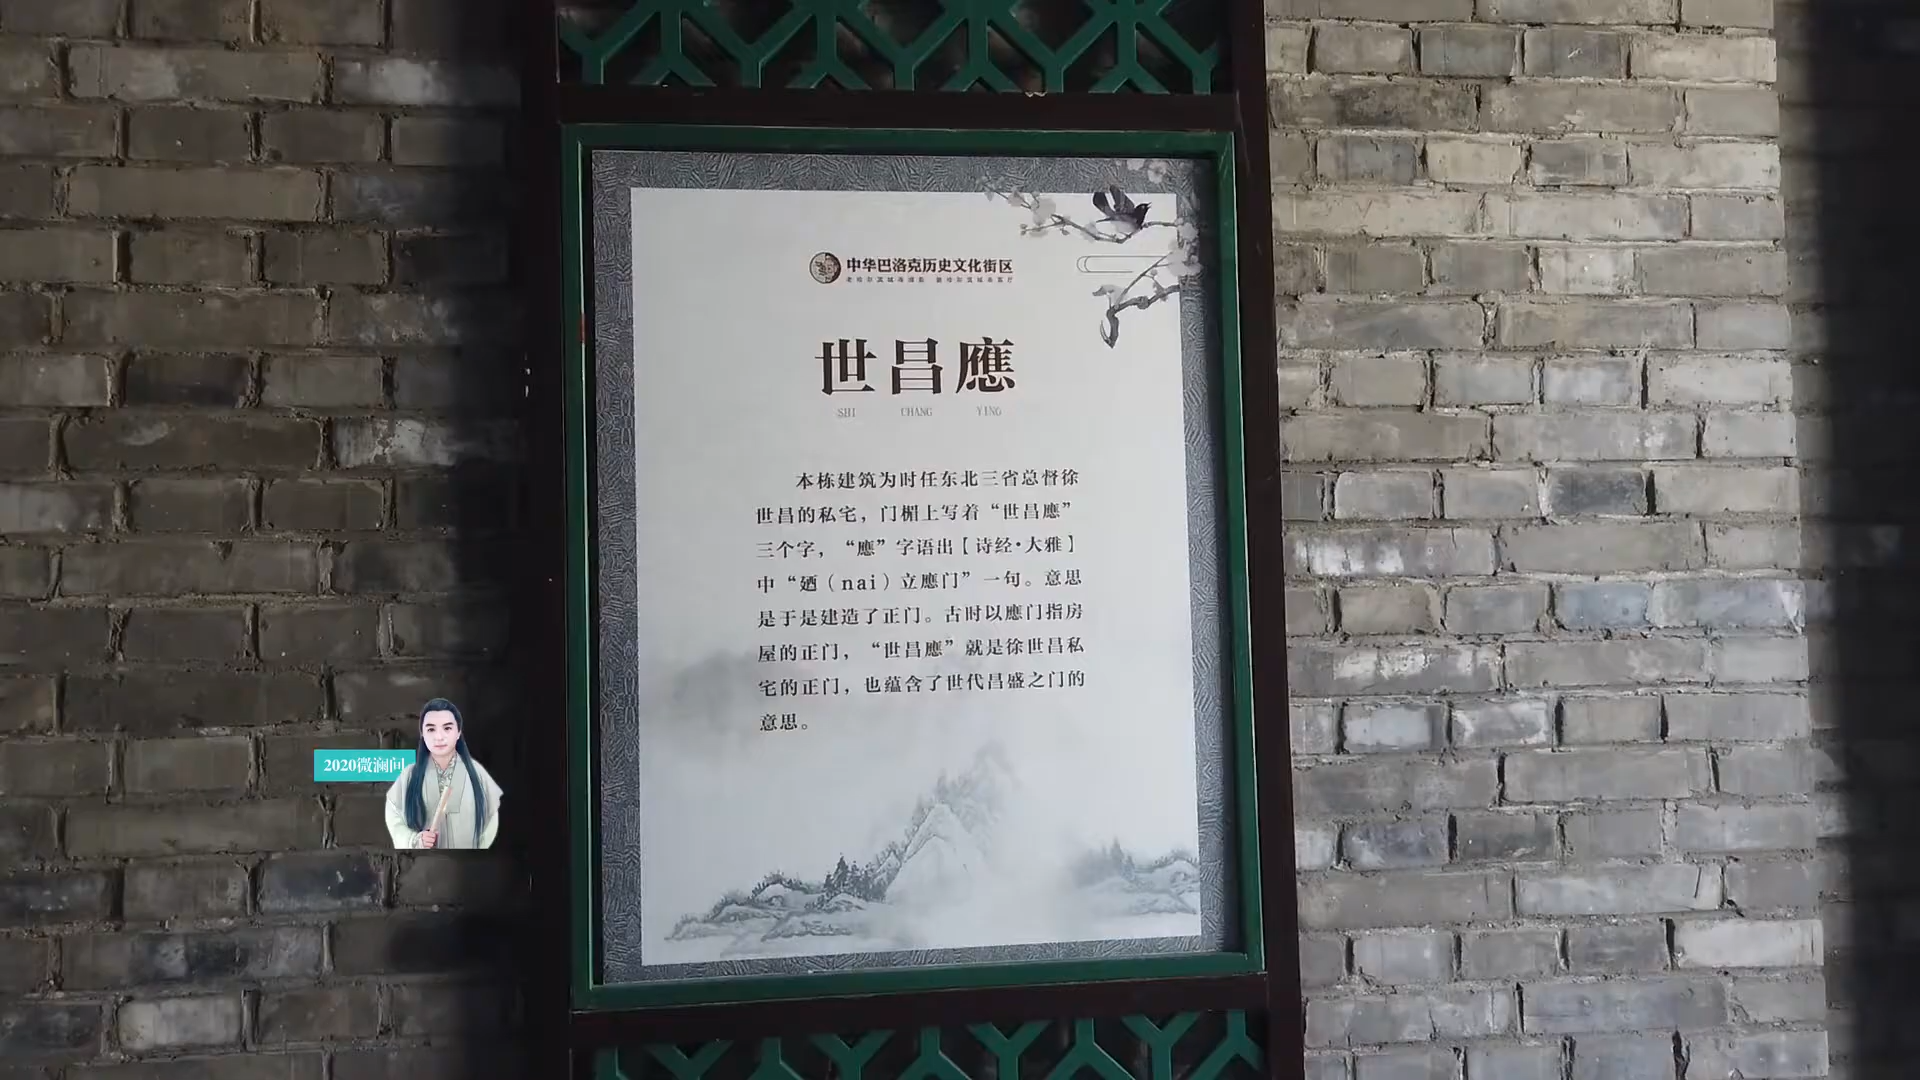 中华巴洛克历史文化街区
世昌應
SHI CHANG YING
本栋建筑为时任东北三省总督徐
世昌的私宅，门楣上写着“世昌應”
三个字，“應”字语出【诗经·大雅】
中“廼（nai）立應门”一句。意思
是于是建造了正门。古时以應门指房
屋的正门，“世昌應”就是徐世昌私
宅的正门，也蕴含了世代昌盛之门的
意思。
2020微澜间